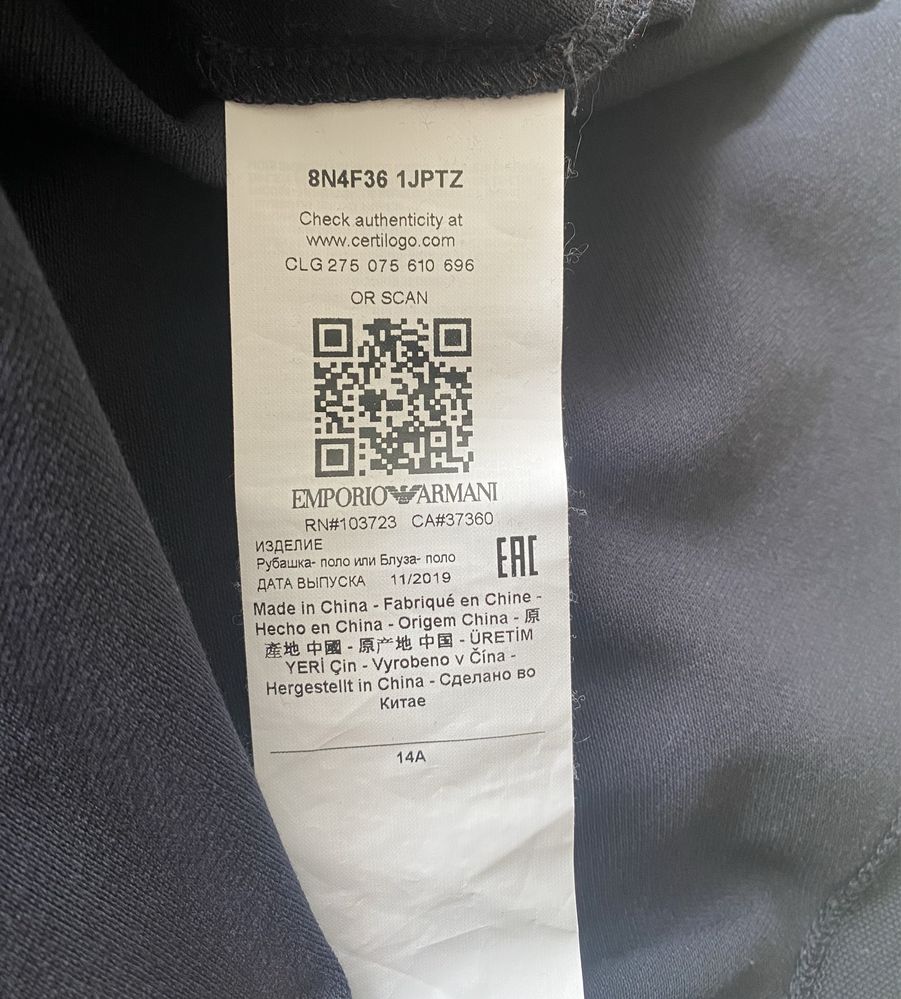 8N4F36 1JPTZ
Check authenticity at
www.certilogo.com
CLG 275 075 610 696
OR SCAN
EMPORIO ARMANI
RN#103723 CA#37360
ИЗДЕЛИЕ
Рубашка- поло или Блуза- поло
ДАТА ВЫПУСКА 11/2019
EAC
Made in China - Fabriqué en Chine -
Hecho en China - Origem China - 原
產地 中國 - 原产地 中国 - ÜRETİM
YERİ Çin - Vyrobeno v Čína -
Hergestellt in China - Сделано во
Китае
14A